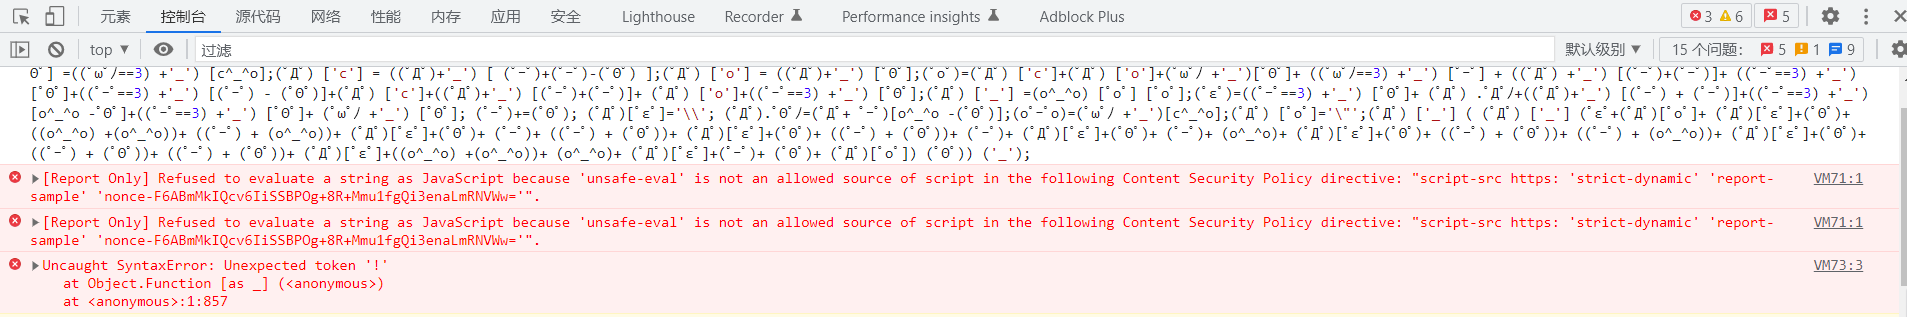 元素 控制台 源代码 网络 性能 内存 应用 安全 Lighthouse Recorder Performance insights Adblock Plus 3 6 5
top ▼ 过滤 默认级别 ▼ 15 个问题: 5 1 9
Θﾟ] =((ﾟωﾟﾉ==3) +'_') [c^_^o];(ﾟДﾟ) ['c'] = ((ﾟДﾟ)+'_') [ (ﾟｰﾟ)+(ﾟｰﾟ)-(ﾟΘﾟ) ];(ﾟДﾟ) ['o'] = ((ﾟДﾟ)+'_') [ﾟΘﾟ];(ﾟoﾟ)=(ﾟДﾟ) ['c']+(ﾟДﾟ) ['o']+(ﾟωﾟﾉ +'_')[ﾟΘﾟ]+ ((ﾟωﾟﾉ==3) +'_') [ﾟｰﾟ] + ((ﾟДﾟ) +'_') [(ﾟｰﾟ)+(ﾟｰﾟ)]+ ((ﾟｰﾟ==3) +'_')
[ﾟΘﾟ]+((ﾟｰﾟ==3) +'_') [(ﾟｰﾟ) - (ﾟΘﾟ)]+(ﾟДﾟ) ['c']+((ﾟДﾟ)+'_') [(ﾟｰﾟ)+(ﾟｰﾟ)]+ (ﾟДﾟ) ['o']+((ﾟｰﾟ==3) +'_') [ﾟΘﾟ];(ﾟДﾟ) ['_'] =(o^_^o) [ﾟoﾟ] [ﾟoﾟ];(ﾟεﾟ)=((ﾟｰﾟ==3) +'_') [ﾟΘﾟ]+ (ﾟДﾟ) .ﾟДﾟﾉ+((ﾟДﾟ)+'_') [(ﾟｰﾟ) + (ﾟｰﾟ)]+((ﾟｰﾟ==3) +'_')
[o^_^o -ﾟΘﾟ]+((ﾟｰﾟ==3) +'_') [ﾟΘﾟ]+ (ﾟωﾟﾉ +'_') [ﾟΘﾟ]; (ﾟｰﾟ)+=(ﾟΘﾟ); (ﾟДﾟ)[ﾟεﾟ]='\\'; (ﾟДﾟ).ﾟΘﾟﾉ=(ﾟДﾟ+ ﾟｰﾟ)[o^_^o -(ﾟΘﾟ)];(oﾟｰﾟo)=(ﾟωﾟﾉ +'_')[c^_^o];(ﾟДﾟ) [ﾟoﾟ]='\"';(ﾟДﾟ) ['_'] ( (ﾟДﾟ) ['_'] (ﾟεﾟ+(ﾟДﾟ)[ﾟoﾟ]+ (ﾟДﾟ)[ﾟεﾟ]+(ﾟΘﾟ)+
((o^_^o) +(o^_^o))+ ((ﾟｰﾟ) + (o^_^o))+ (ﾟДﾟ)[ﾟεﾟ]+(ﾟΘﾟ)+ (ﾟｰﾟ)+ ((ﾟｰﾟ) + (ﾟΘﾟ))+ (ﾟДﾟ)[ﾟεﾟ]+(ﾟΘﾟ)+ ((ﾟｰﾟ) + (ﾟΘﾟ))+ (ﾟｰﾟ)+ (ﾟДﾟ)[ﾟεﾟ]+(ﾟΘﾟ)+ (ﾟｰﾟ)+ (o^_^o)+ (ﾟДﾟ)[ﾟεﾟ]+(ﾟΘﾟ)+ ((ﾟｰﾟ) + (ﾟΘﾟ))+ ((ﾟｰﾟ) + (o^_^o))+ (ﾟДﾟ)[ﾟεﾟ]+(ﾟΘﾟ)+
((ﾟｰﾟ) + (ﾟΘﾟ))+ ((ﾟｰﾟ) + (ﾟΘﾟ))+ (ﾟДﾟ)[ﾟεﾟ]+((o^_^o) +(o^_^o))+ (o^_^o)+ (ﾟДﾟ)[ﾟεﾟ]+(ﾟｰﾟ)+ (ﾟΘﾟ)+ (ﾟДﾟ)[ﾟoﾟ]) (ﾟΘﾟ)) ('_');
[Report Only] Refused to evaluate a string as JavaScript because 'unsafe-eval' is not an allowed source of script in the following Content Security Policy directive: "script-src https: 'strict-dynamic' 'report- VM71:1
sample' 'nonce-F6ABmMkIQcv6IiSSBPOg+8R+Mmu1fgQi3enaLmRNVWw='".
[Report Only] Refused to evaluate a string as JavaScript because 'unsafe-eval' is not an allowed source of script in the following Content Security Policy directive: "script-src https: 'strict-dynamic' 'report- VM71:1
sample' 'nonce-F6ABmMkIQcv6IiSSBPOg+8R+Mmu1fgQi3enaLmRNVWw='".
Uncaught SyntaxError: Unexpected token '!' VM73:3
at Object.Function [as _] (<anonymous>)
at <anonymous>:1:857